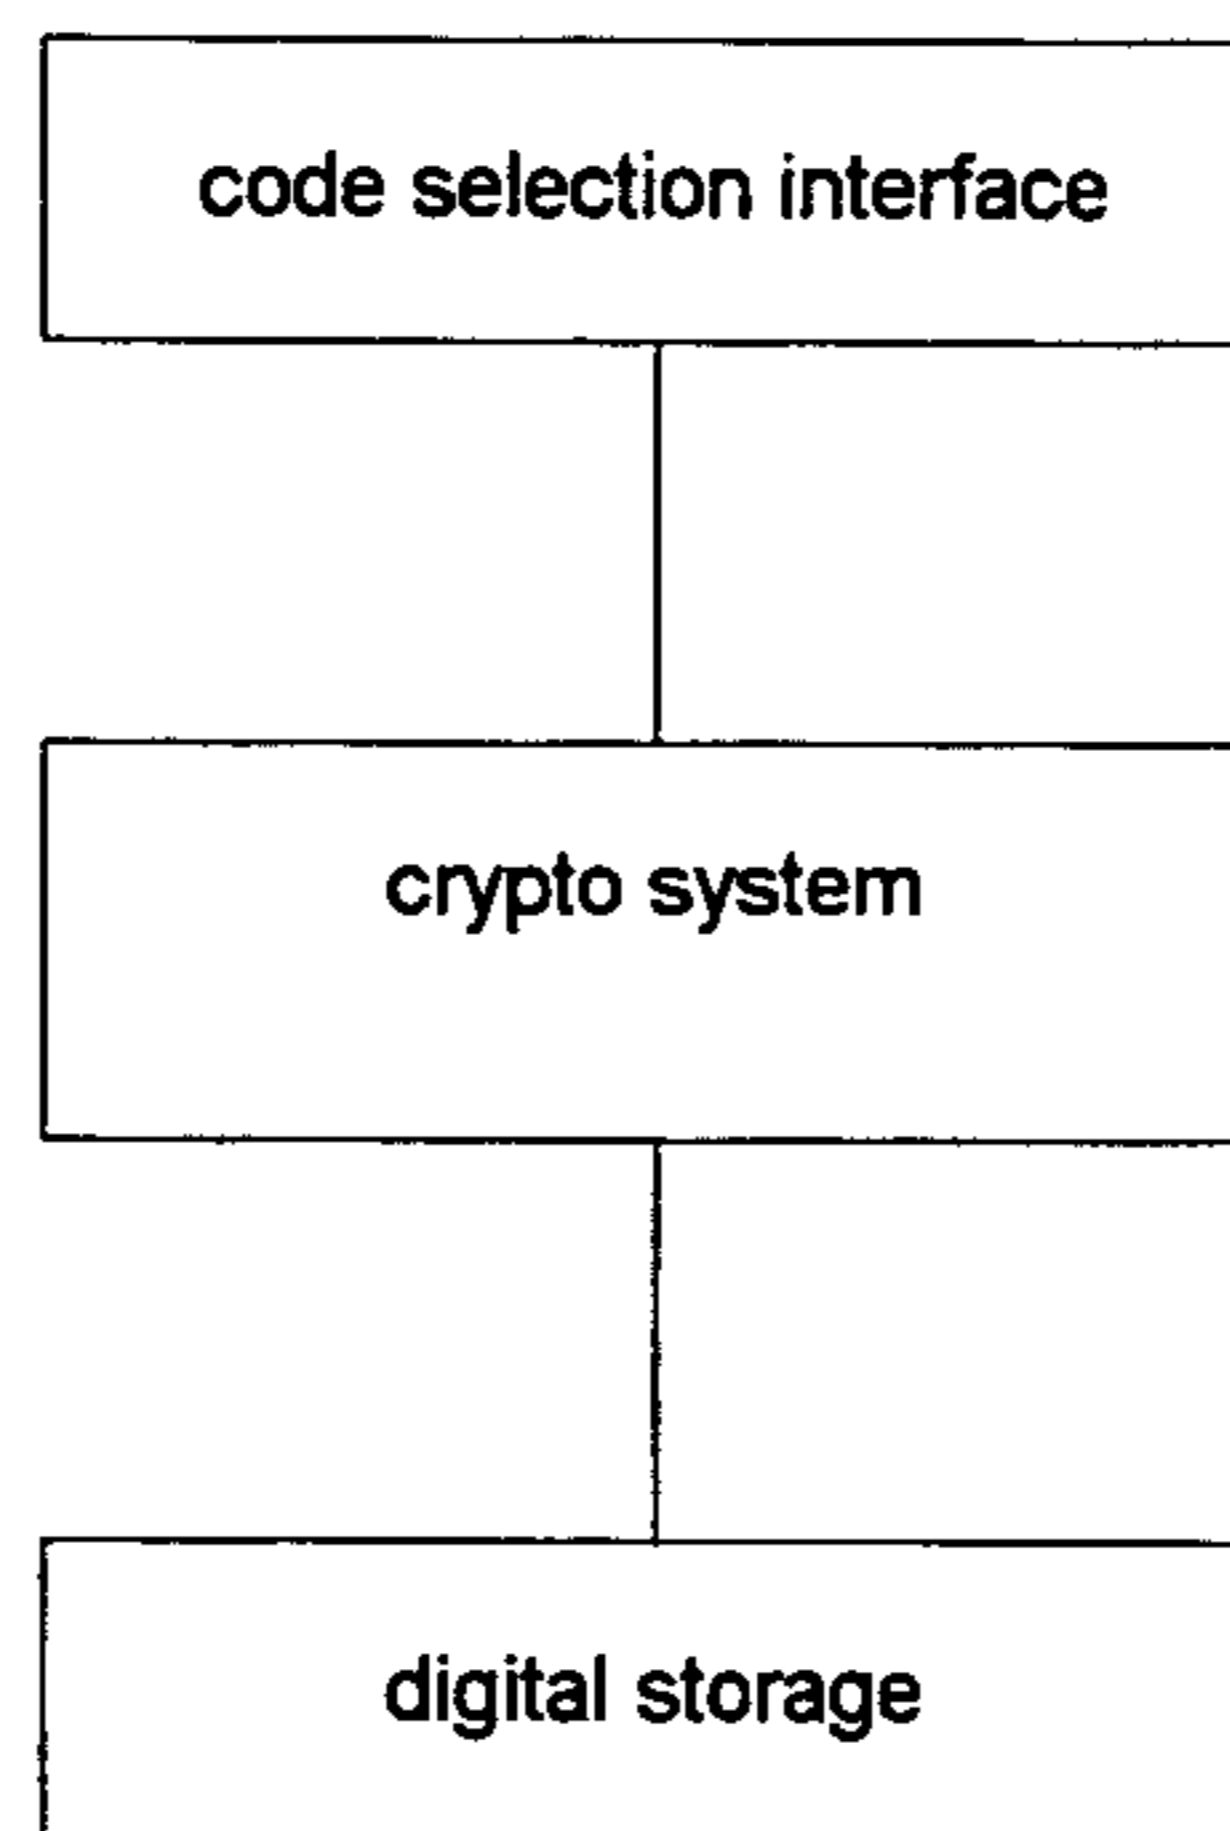 code selection interface
crypto system
digital storage